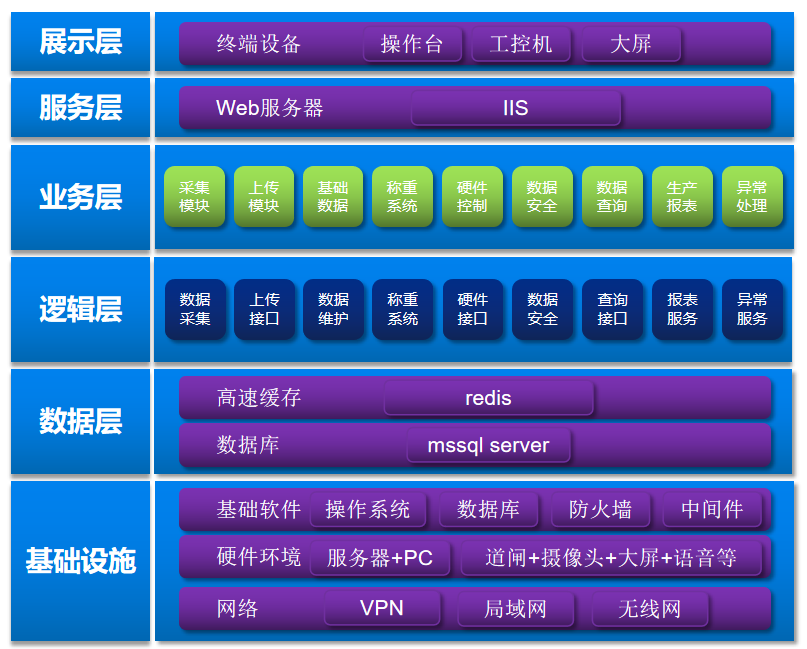 展示层
终端设备 操作台 工控机 大屏
服务层
Web服务器 IIS
业务层
采集 上传 基础 称重 硬件 数据 数据 生产 异常
模块 模块 数据 系统 控制 安全 查询 报表 处理
逻辑层
数据 上传 数据 称重 硬件 数据 查询 报表 异常
采集 接口 维护 系统 接口 安全 接口 服务 服务
数据层
高速缓存 redis
数据库 mssql server
基础设施
基础软件 操作系统 数据库 防火墙 中间件
硬件环境 服务器+PC 道闸+摄像头+大屏+语音等
网络 VPN 局域网 无线网